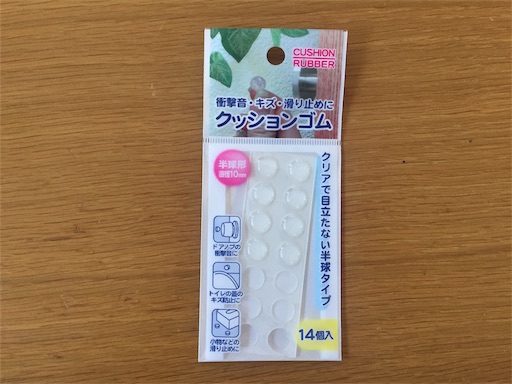 CUSHION
RUBBER
衝撃音・キズ・滑り止めに
クッションゴム
半球形
直径10mm
クリアで目立たない半球タイプ
ドアノブの
衝撃音に
トイレの蓋の
キズ防止に
小物などの
滑り止めに
14個入